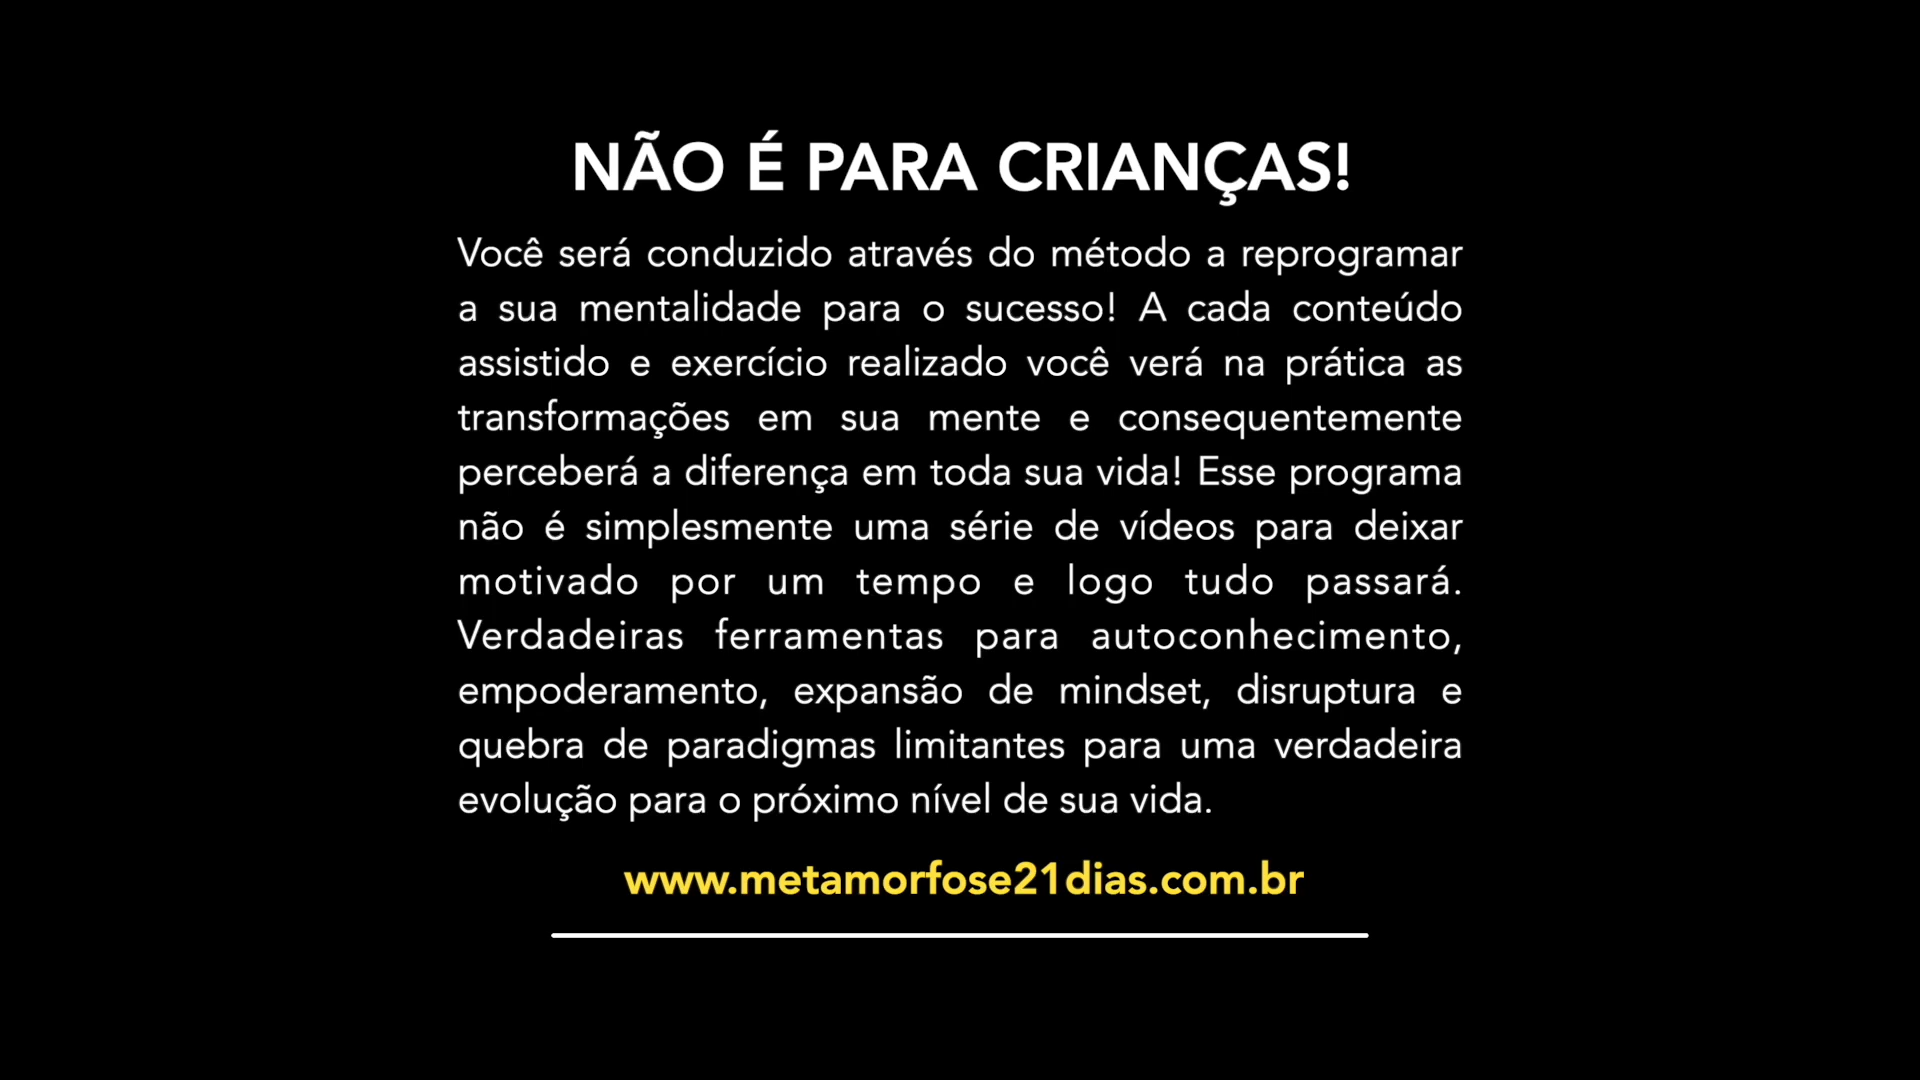 NÃO É PARA CRIANÇAS!
Você será conduzido através do método a reprogramar
a sua mentalidade para o sucesso! A cada conteúdo
assistido e exercício realizado você verá na prática as
transformações em sua mente e consequentemente
perceberá a diferença em toda sua vida! Esse programa
não é simplesmente uma série de vídeos para deixar
motivado por um tempo e logo tudo passará.
Verdadeiras ferramentas para autoconhecimento,
empoderamento, expansão de mindset, disruptura e
quebra de paradigmas limitantes para uma verdadeira
evolução para o próximo nível de sua vida.
www.metamorfose21dias.com.br